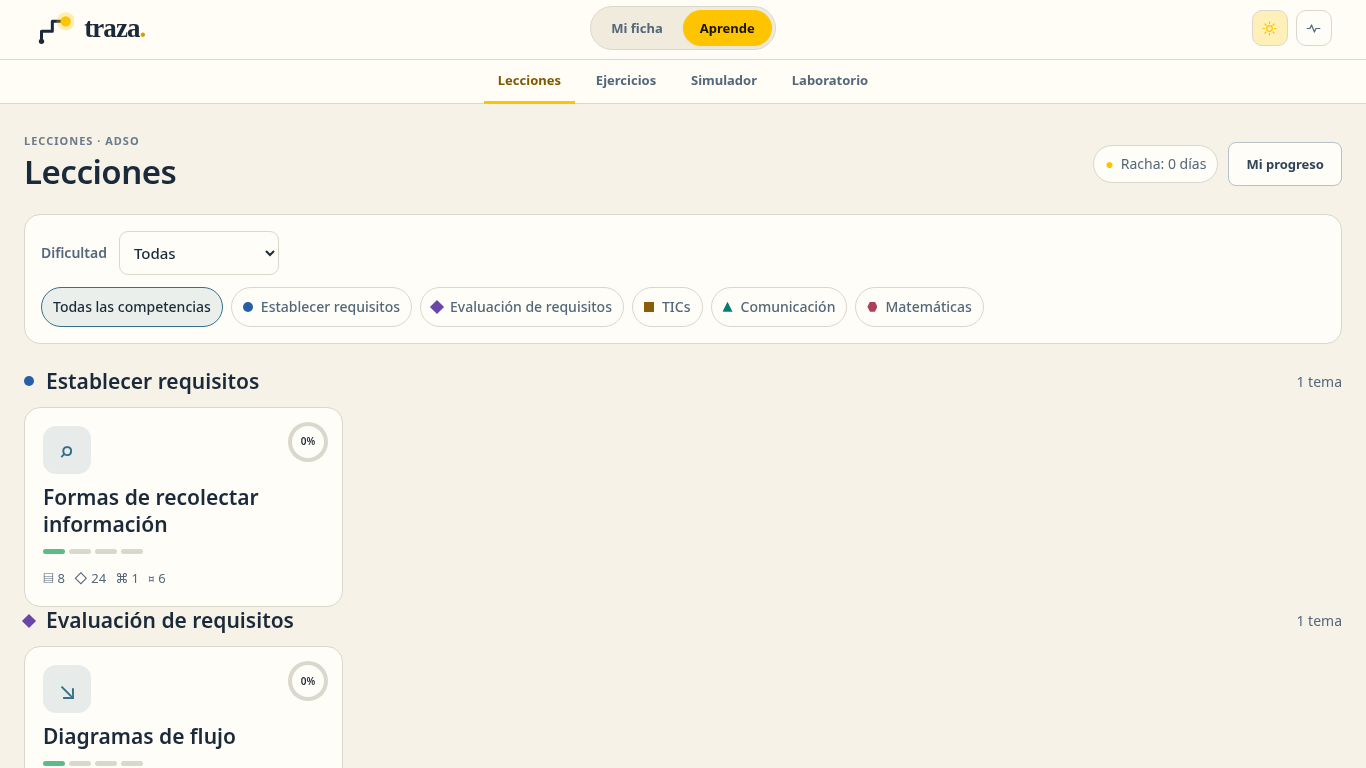 traza.
Mi ficha
Aprende
Lecciones
Ejercicios
Simulador
Laboratorio
LECCIONES · ADSO
Lecciones
Racha: 0 días
Mi progreso
Dificultad
Todas
Todas las competencias
Establecer requisitos
Evaluación de requisitos
TICs
Comunicación
Matemáticas
Establecer requisitos
1 tema
0%
Formas de recolectar
información
8 24 1 6
Evaluación de requisitos
1 tema
0%
Diagramas de flujo